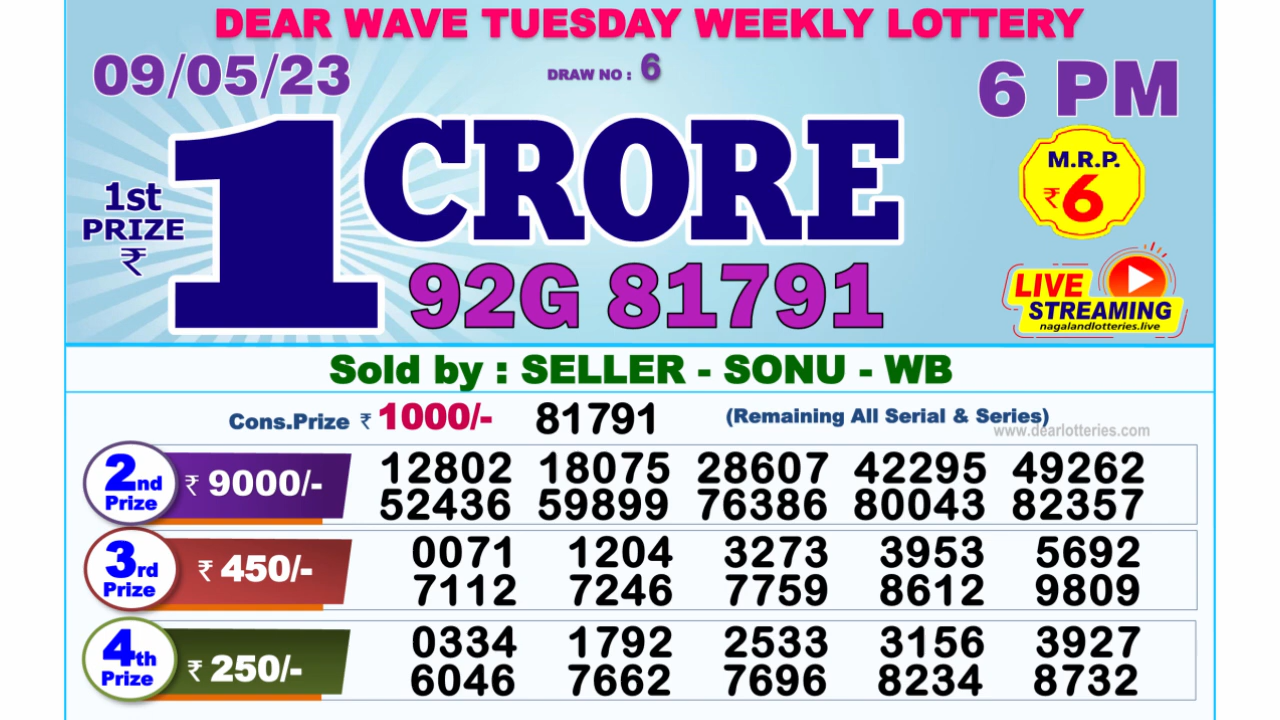 DEAR WAVE TUESDAY WEEKLY LOTTERY
09/05/23
DRAW NO : 6
6 PM
1st
PRIZE
₹
1 CRORE
92G 81791
M.R.P.
₹6
LIVE
STREAMING
nagalandlotteries.live
Sold by : SELLER - SONU - WB
Cons.Prize ₹ 1000/- 81791 (Remaining All Serial & Series)
www.dearlotteries.com
2nd
Prize
₹ 9000/-
12802 18075 28607 42295 49262
52436 59899 76386 80043 82357
3rd
Prize
₹ 450/-
0071 1204 3273 3953 5692
7112 7246 7759 8612 9809
4th
Prize
₹ 250/-
0334 1792 2533 3156 3927
6046 7662 7696 8234 8732